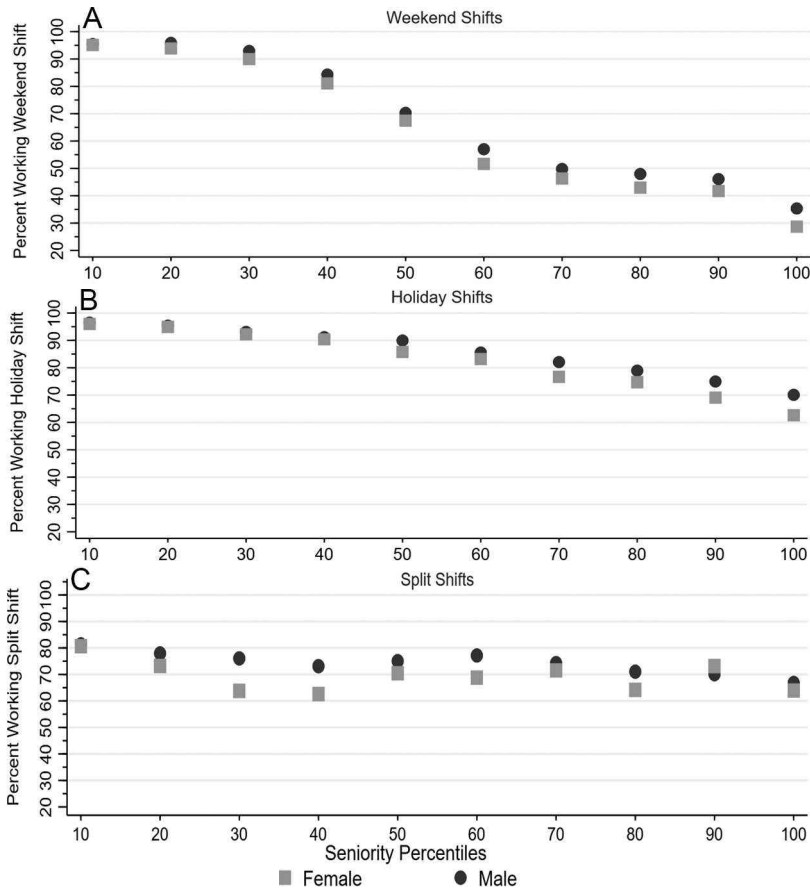 A
Weekend Shifts
Percent Working Weekend Shift
100
90
80
70
60
50
40
30
20
10 20 30 40 50 60 70 80 90 100
B
Holiday Shifts
Percent Working Holiday Shift
100
90
80
70
60
50
40
30
20
10 20 30 40 50 60 70 80 90 100
C
Split Shifts
Percent Working Split Shift
100
90
80
70
60
50
40
30
20
10 20 30 40 50 60 70 80 90 100
Seniority Percentiles
Female Male